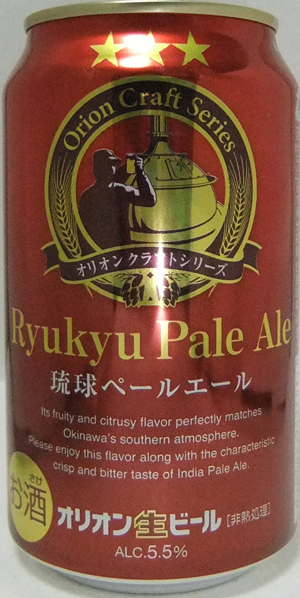 Orion Craft Series
オリオンクラフトシリーズ
Ryukyu Pale Ale
琉球ペールエール
Its fruity and citrusy flavor perfectly matches
Okinawa's southern atmosphere.
Please enjoy this flavor along with the characteristic
crisp and bitter taste of India Pale Ale.
さけ
お酒
オリオン生ビール [非熱処理]
ALC.5.5%